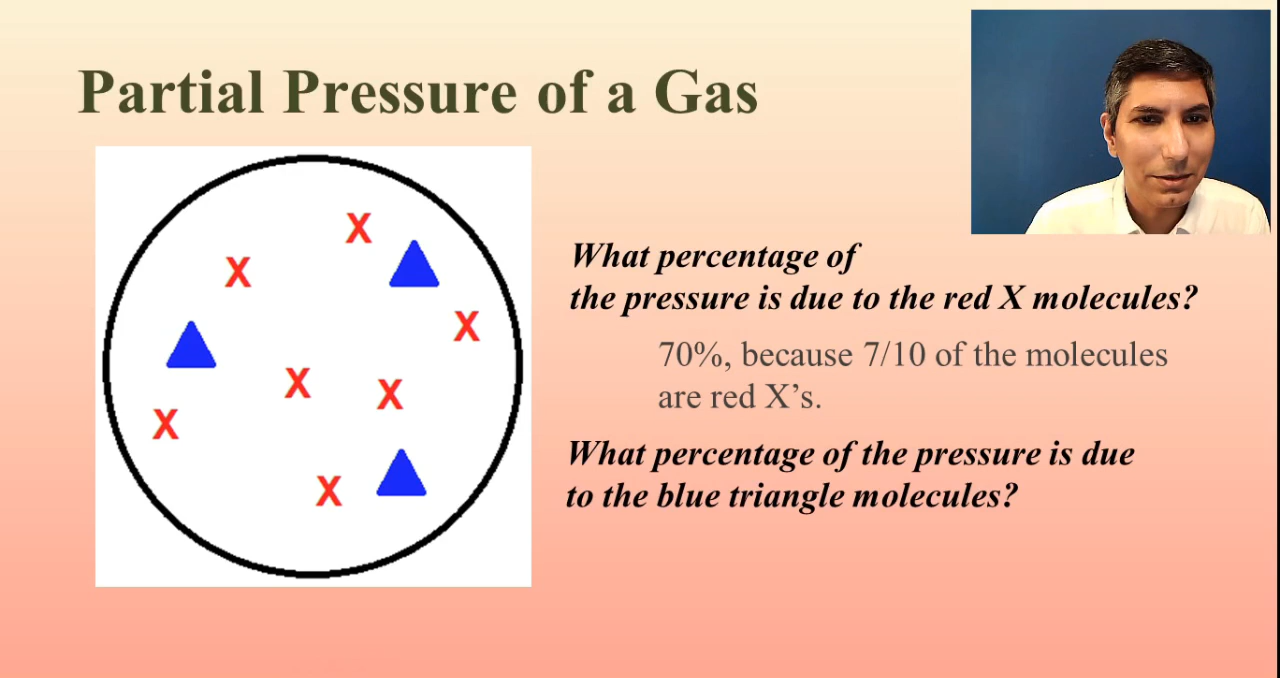 Partial Pressure of a Gas
X
X
X
X
X
X
X
What percentage of
the pressure is due to the red X molecules?
70%, because 7/10 of the molecules
are red X’s.
What percentage of the pressure is due
to the blue triangle molecules?